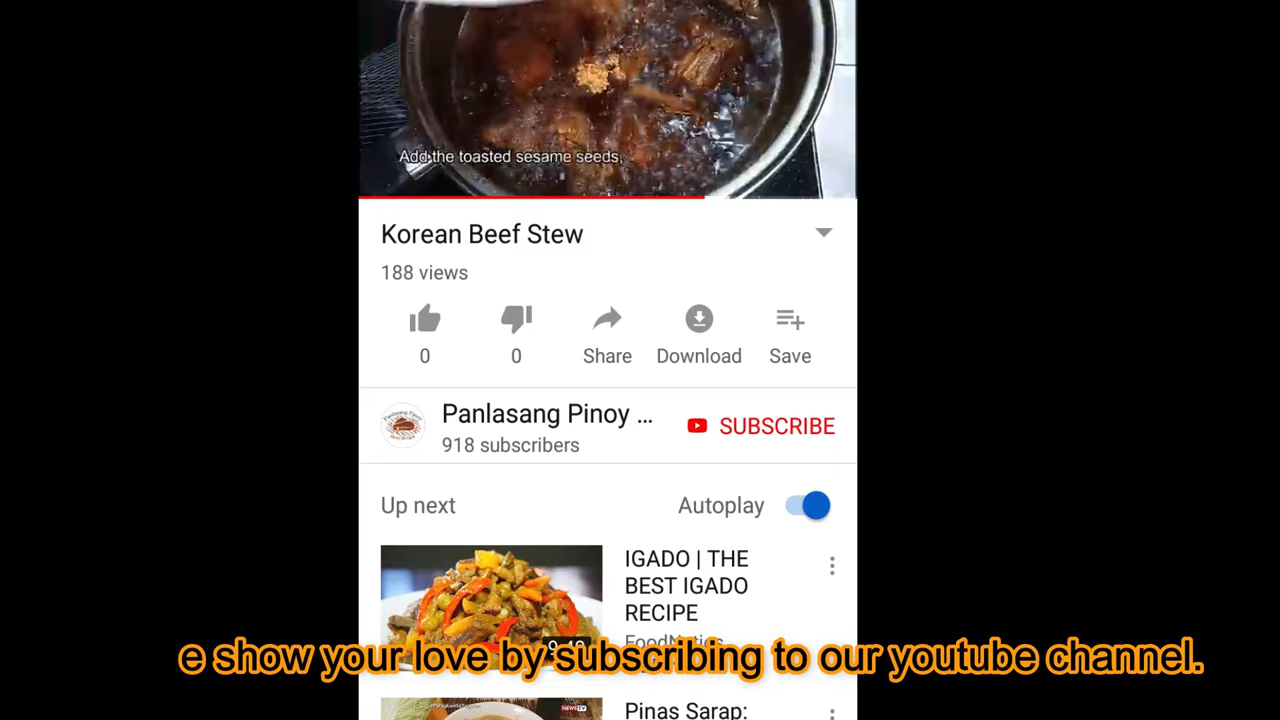 Add the toasted sesame seeds,
Korean Beef Stew
188 views
0
0
Share
Download
Save
Panlasang Pinoy ...
918 subscribers
SUBSCRIBE
Up next
Autoplay
IGADO | THE
BEST IGADO
RECIPE
e show your love by subscribing to our youtube channel.
NEWSTV
Pinas Sarap: